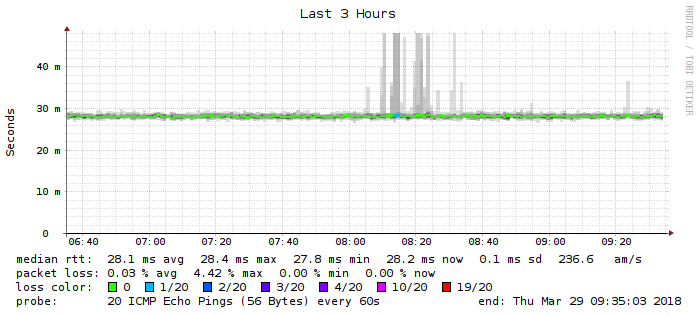 Last 3 Hours
RRDTOOL / TOBI OETIKER
Seconds
40 m
30 m
20 m
10 m
0
06:40 07:00 07:20 07:40 08:00 08:20 08:40 09:00 09:20
median rtt: 28.1 ms avg 28.4 ms max 27.8 ms min 28.2 ms now 0.1 ms sd 236.6 am/s
packet loss: 0.03 % avg 4.42 % max 0.00 % min 0.00 % now
loss color: 0 1/20 2/20 3/20 4/20 10/20 19/20
probe: 20 ICMP Echo Pings (56 Bytes) every 60s end: Thu Mar 29 09:35:03 2018